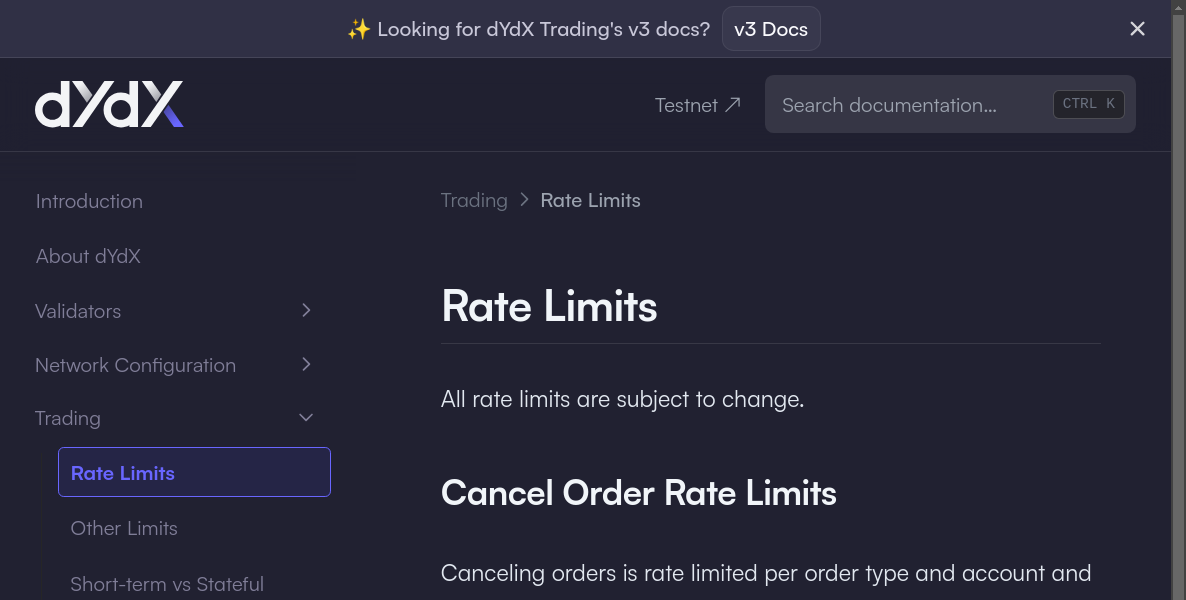 ✨ Looking for dYdX Trading's v3 docs? v3 Docs
dYdX
Testnet
Search documentation…
CTRL K
Introduction
About dYdX
Validators
Network Configuration
Trading
Rate Limits
Other Limits
Short-term vs Stateful
Trading > Rate Limits
Rate Limits
All rate limits are subject to change.
Cancel Order Rate Limits
Canceling orders is rate limited per order type and account and